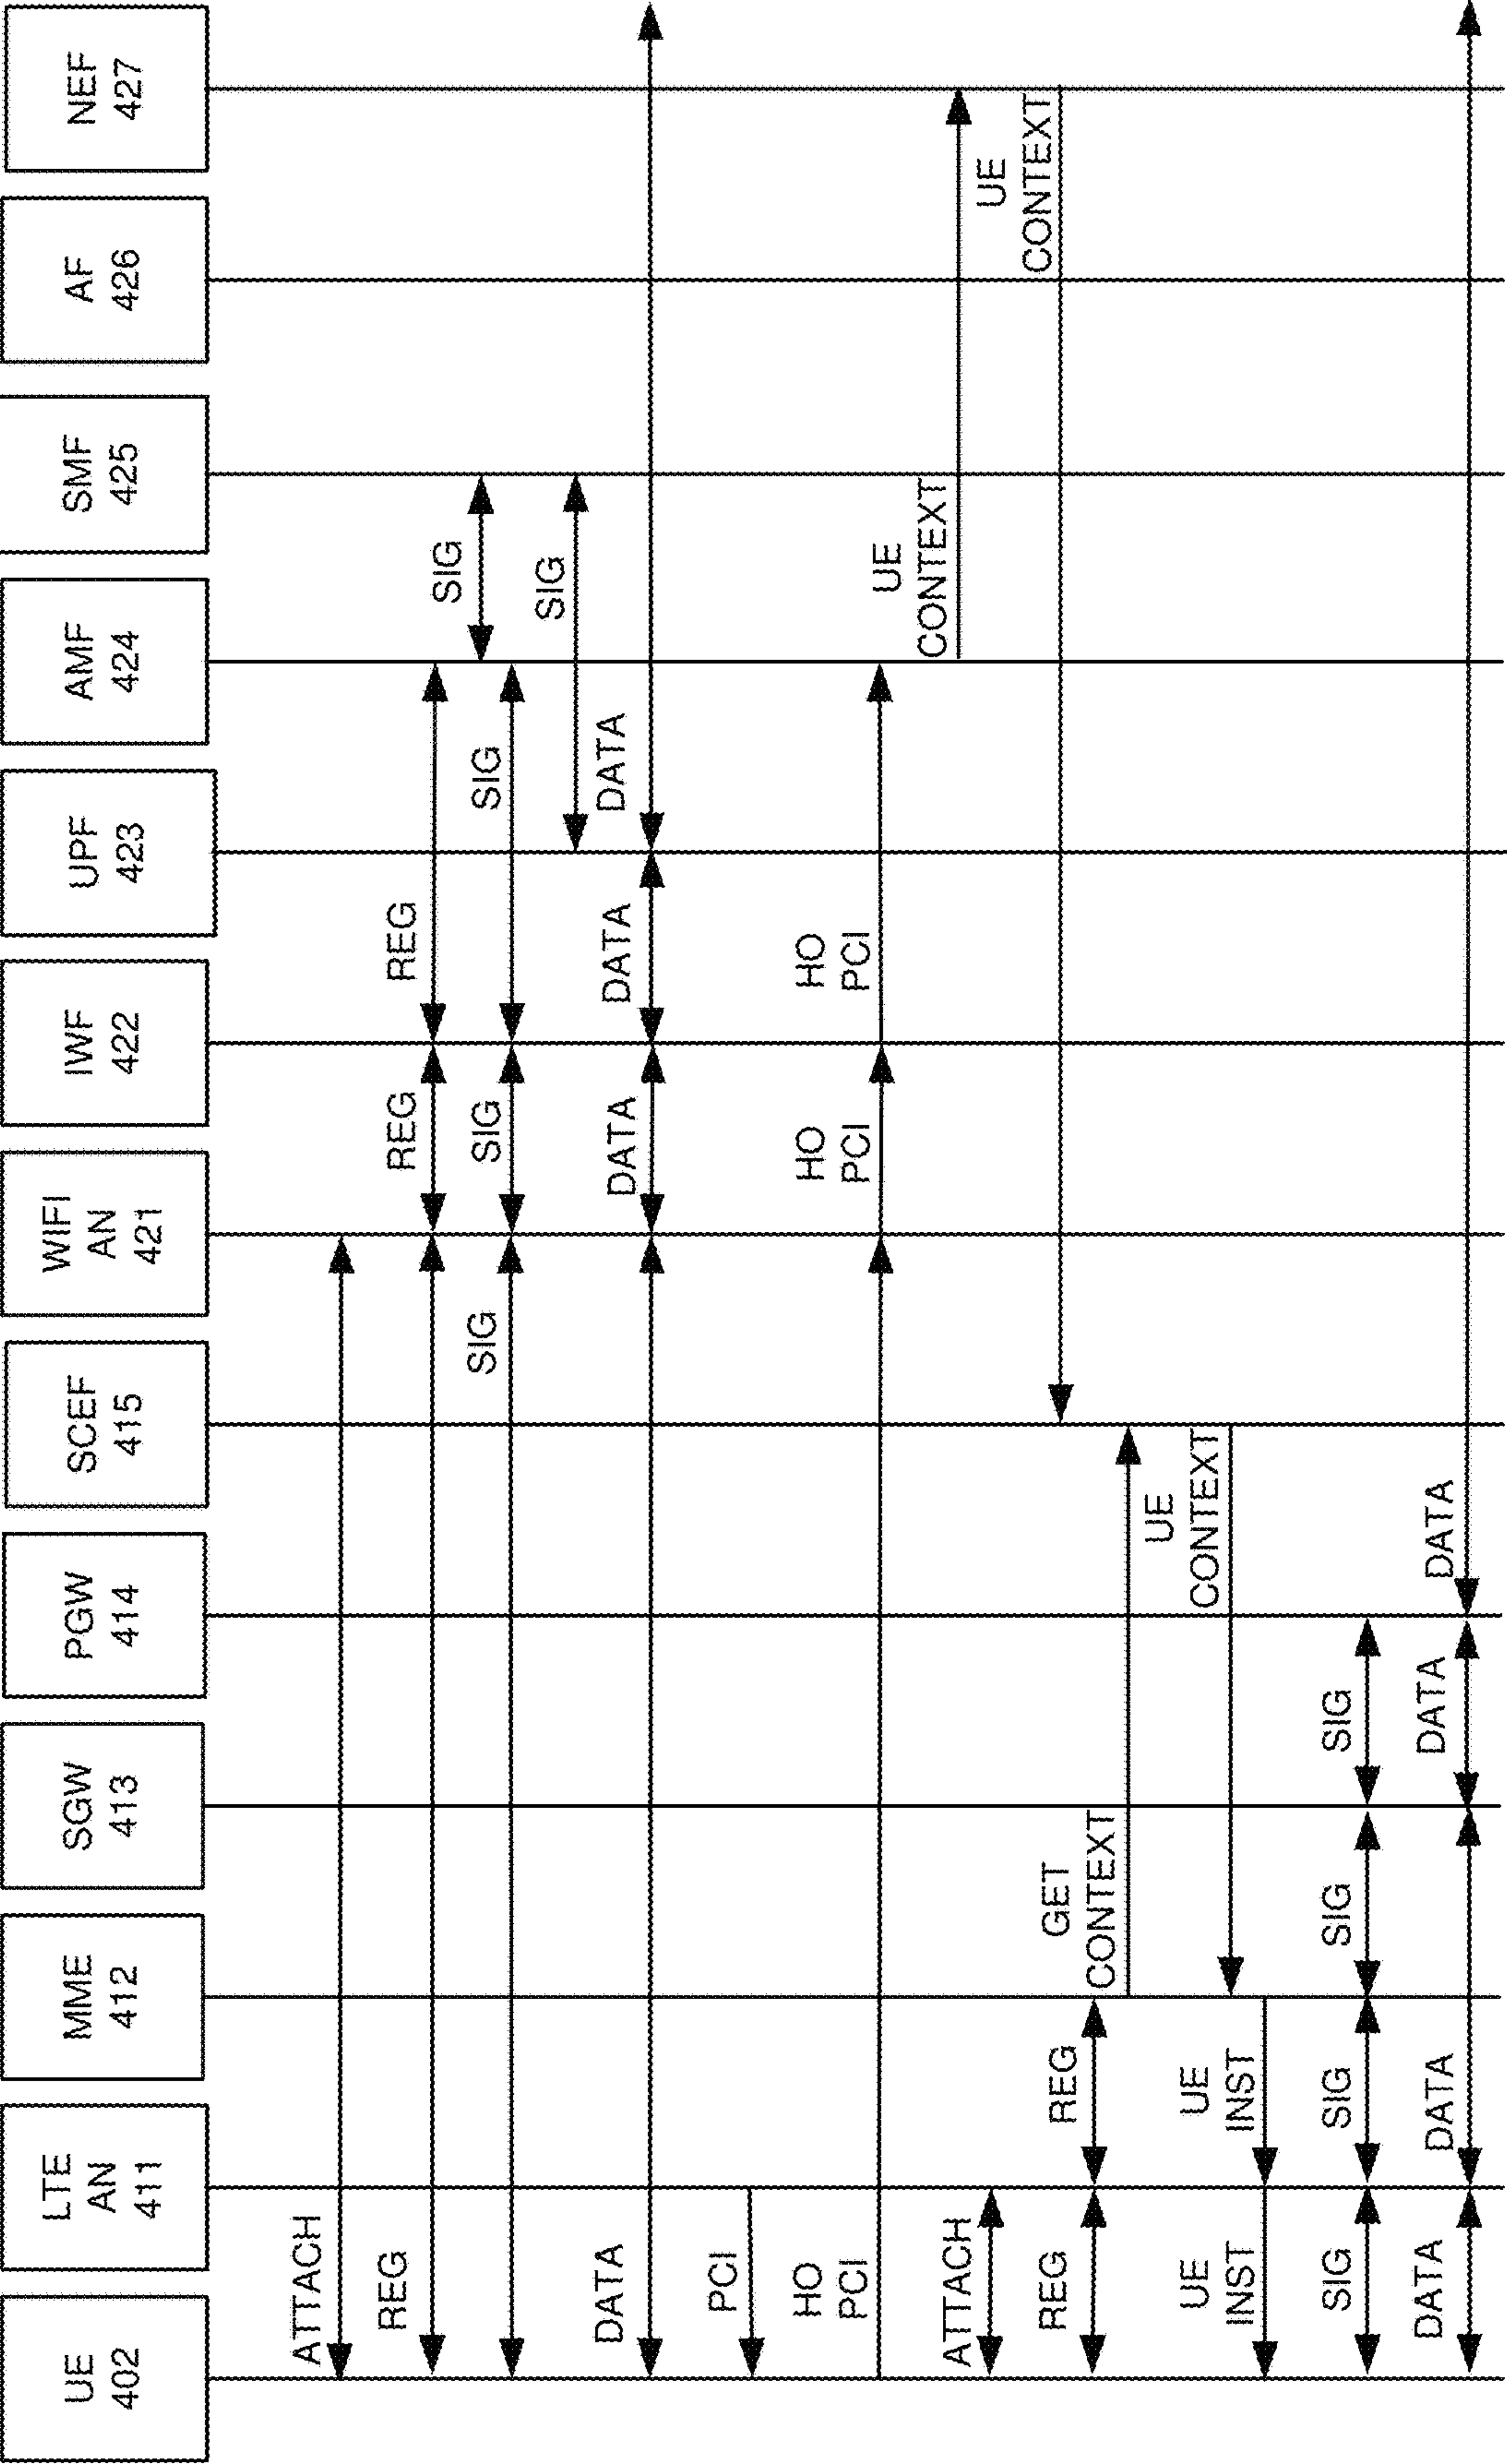 UE
402
LTE
AN
411
MME
412
SGW
413
PGW
414
SCEF
415
WIFI
AN
421
IWF
422
UPF
423
AMF
424
SMF
425
AF
426
NEF
427
ATTACH
REG
REG
REG
SIG
SIG
SIG
SIG
SIG
DATA
DATA
DATA
DATA
PCI
HO
PCI
HO
PCI
HO
PCI
UE
CONTEXT
ATTACH
UE
CONTEXT
REG
REG
GET
CONTEXT
UE
CONTEXT
UE
INST
UE
INST
SIG
SIG
SIG
SIG
DATA
DATA
DATA
DATA